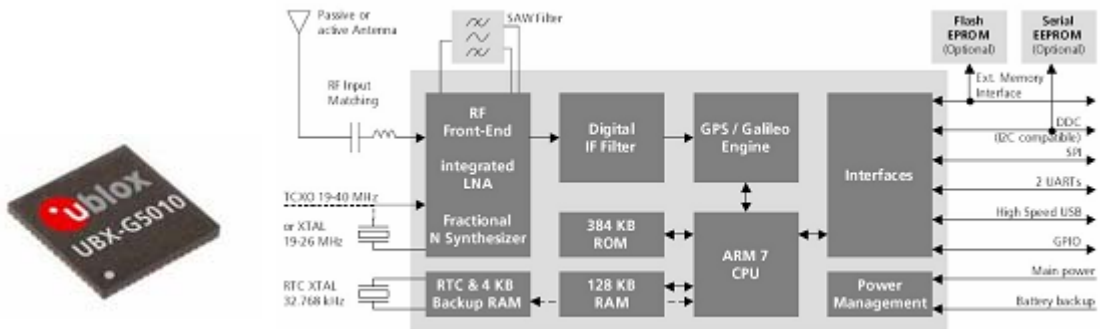 ublox
UBX-G5010
Passive or
active Antenna
SAW Filter
Flash
EPROM
(Optional)
Serial
EEPROM
(Optional)
RF Input
Matching
Ext. Memory
Interface
RF
Front-End
integrated
LNA
Fractional
N Synthesizer
Digital
IF Filter
GPS / Galileo
Engine
Interfaces
DDC
(I2C compatible)
SPI
2 UARTs
High Speed USB
GPIO
TCXO 19-40 MHz
or XTAL
19-26 MHz
384 KB
ROM
ARM 7
CPU
RTC XTAL
32.768 kHz
RTC & 4 KB
Backup RAM
128 KB
RAM
Power
Management
Main power
Battery backup